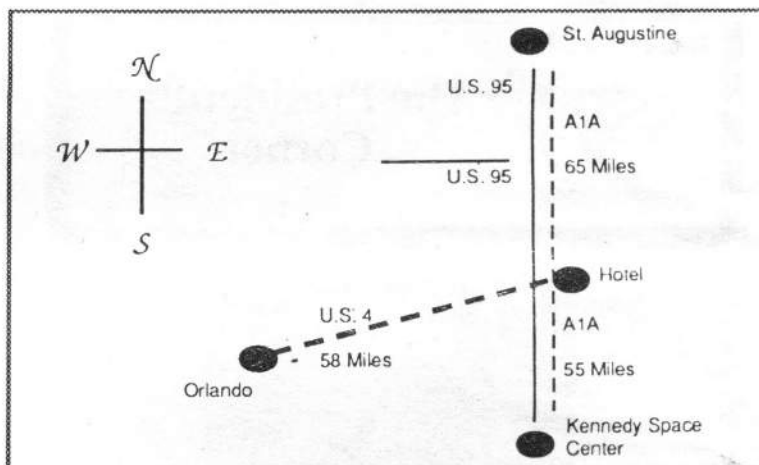 St. Augustine
N
U.S. 95
A1A
W
E
U.S. 95
65 Miles
S
Hotel
U.S. 4
A1A
58 Miles
55 Miles
Orlando
Kennedy Space
Center